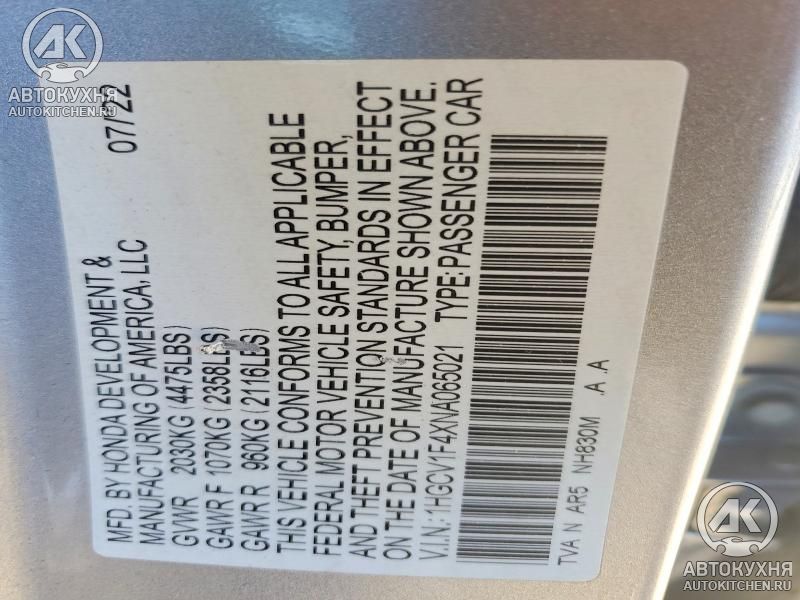 MFD. BY HONDA DEVELOPMENT &
MANUFACTURING OF AMERICA, LLC 07/22
GVWR 2030KG (4475LBS)
GAWR F 1070KG (2358LBS)
GAWR R 960KG (2116LBS)
THIS VEHICLE CONFORMS TO ALL APPLICABLE
FEDERAL MOTOR VEHICLE SAFETY, BUMPER,
AND THEFT PREVENTION STANDARDS IN EFFECT
ON THE DATE OF MANUFACTURE SHOWN ABOVE.
V.I.N.:1HGCV1F4XNA065021 TYPE:PASSENGER CAR
TVA N AR5 NH830M .A .A
АК
АВТОКУХНЯ
AUTOKITCHEN.RU
АК
АВТОКУХНЯ
AUTOKITCHEN.RU